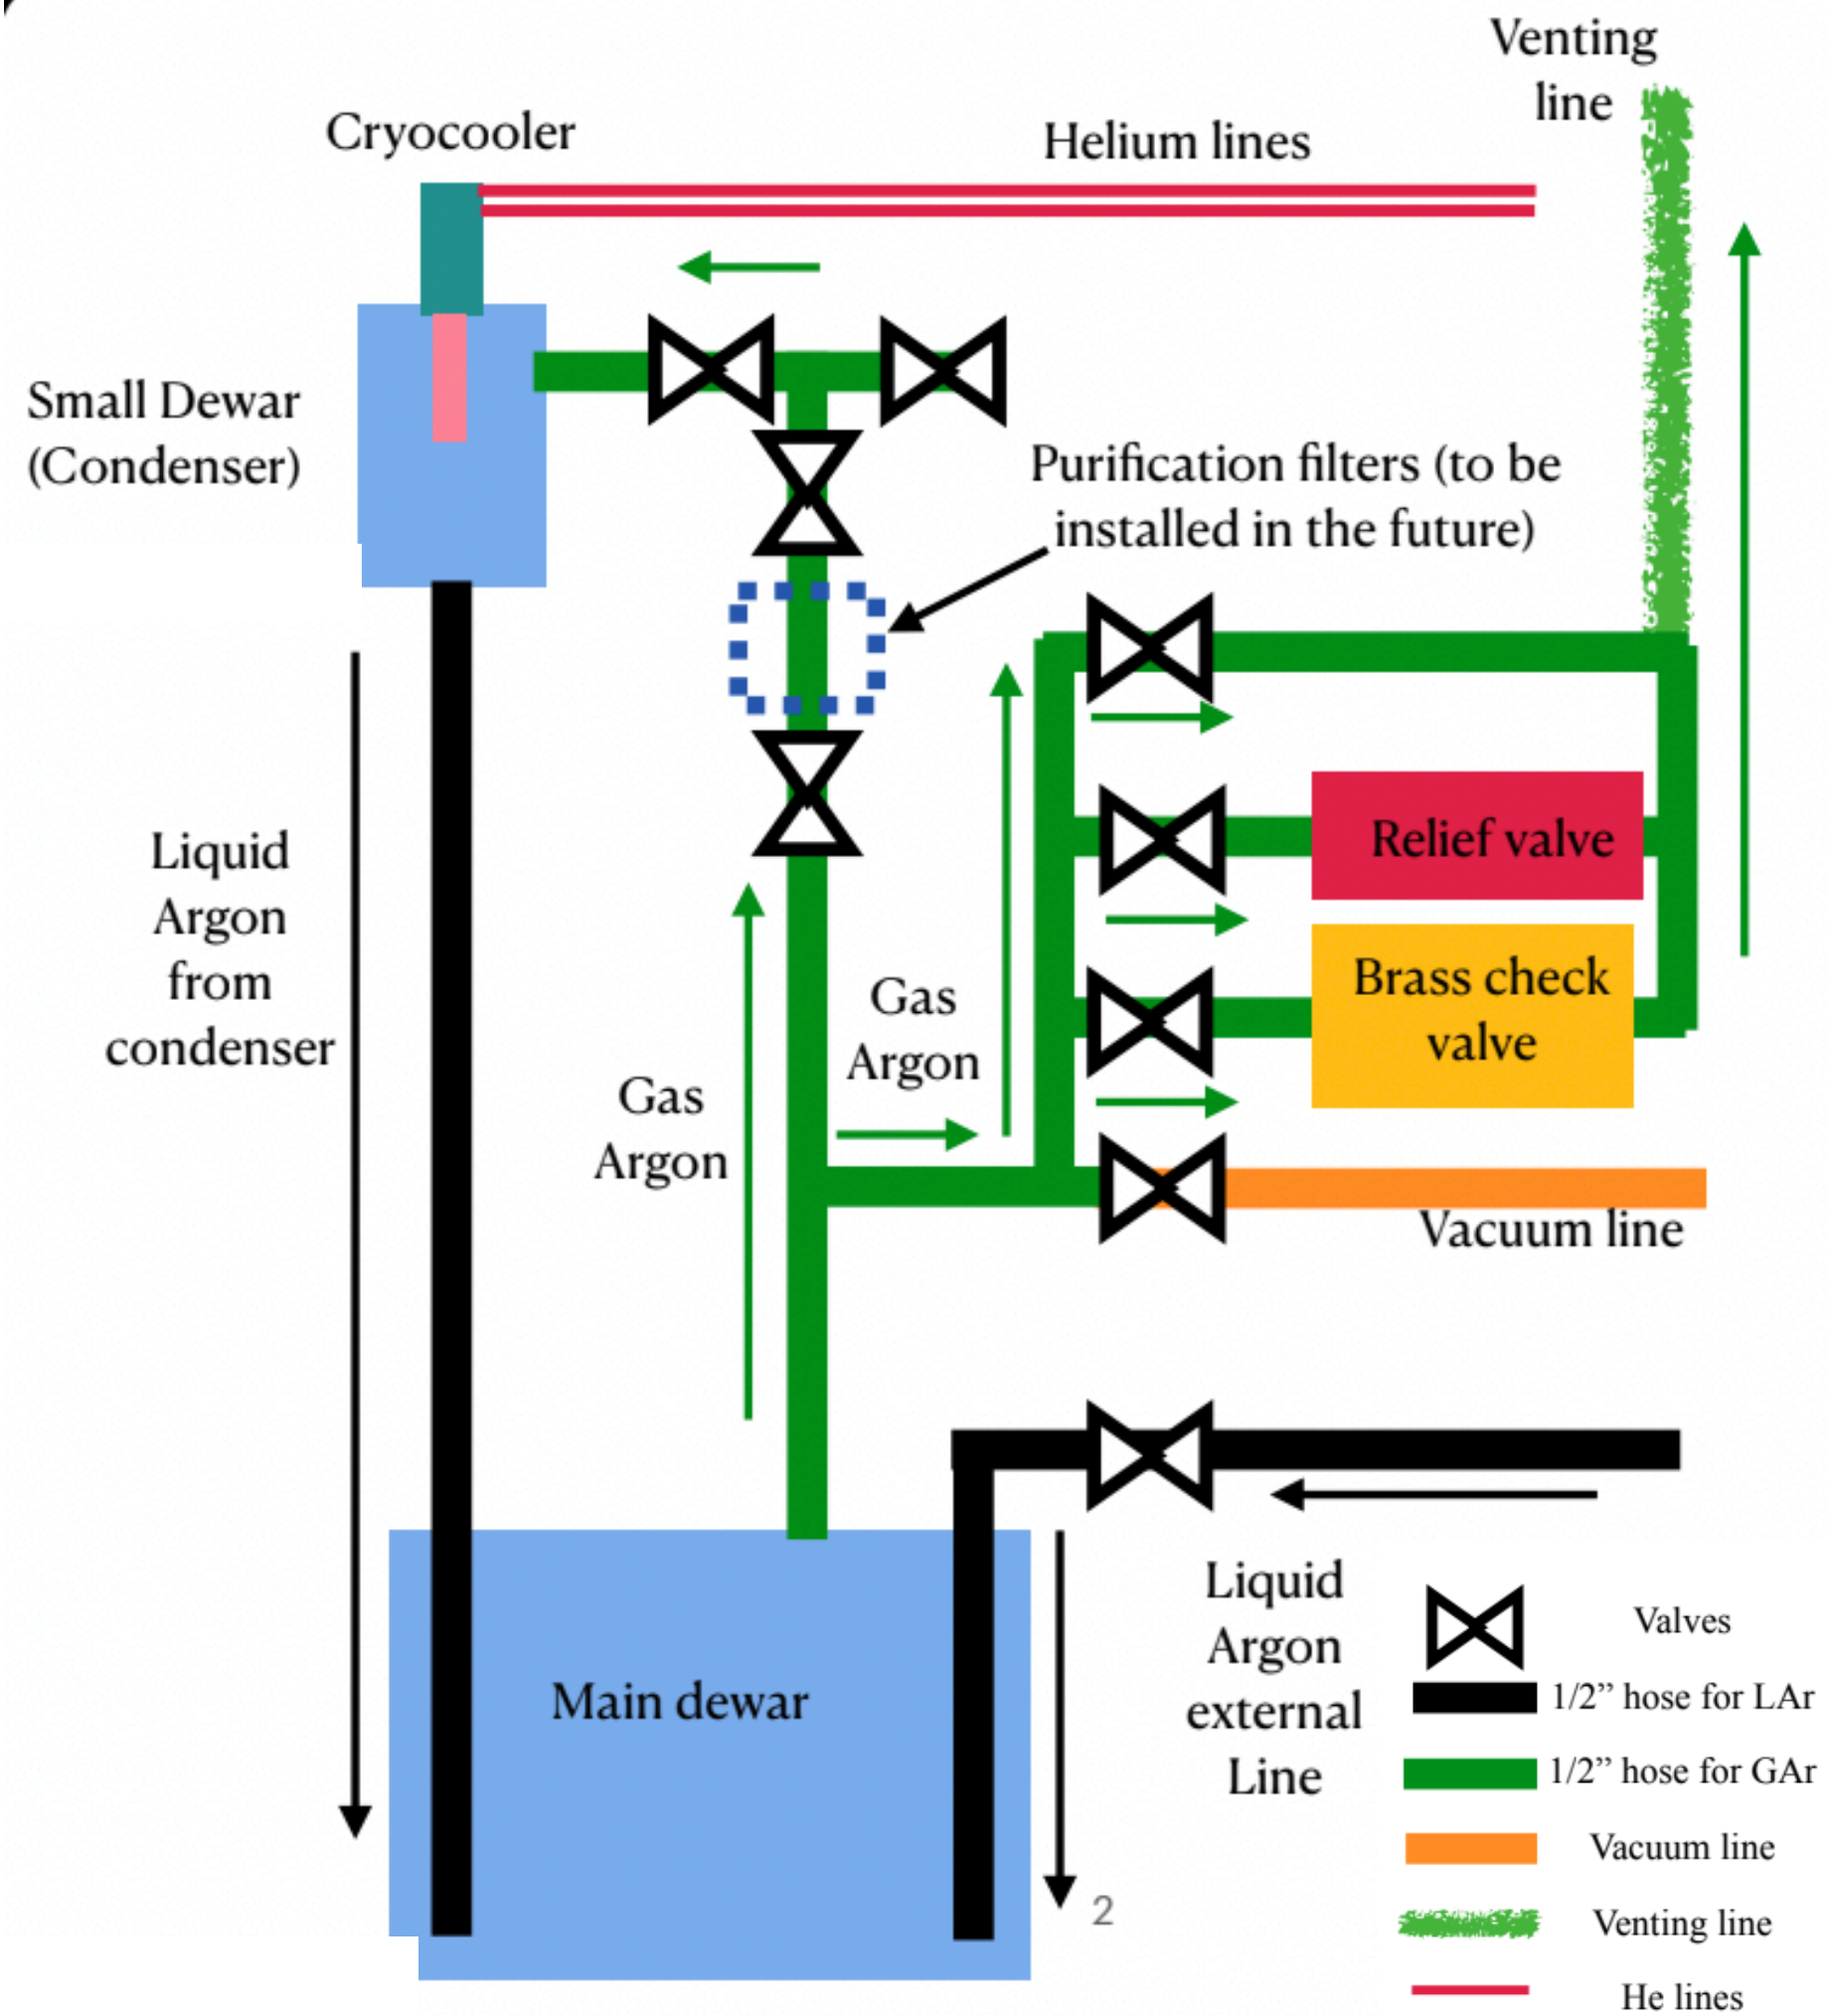 Venting
line
Cryocooler
Helium lines
Small Dewar
(Condenser)
Purification filters (to be
installed in the future)
Relief valve
Liquid
Argon
from
condenser
Brass check
valve
Gas
Argon
Gas
Argon
Vacuum line
Main dewar
Liquid
Argon
external
Line
2
Valves
1/2” hose for LAr
1/2” hose for GAr
Vacuum line
Venting line
He lines